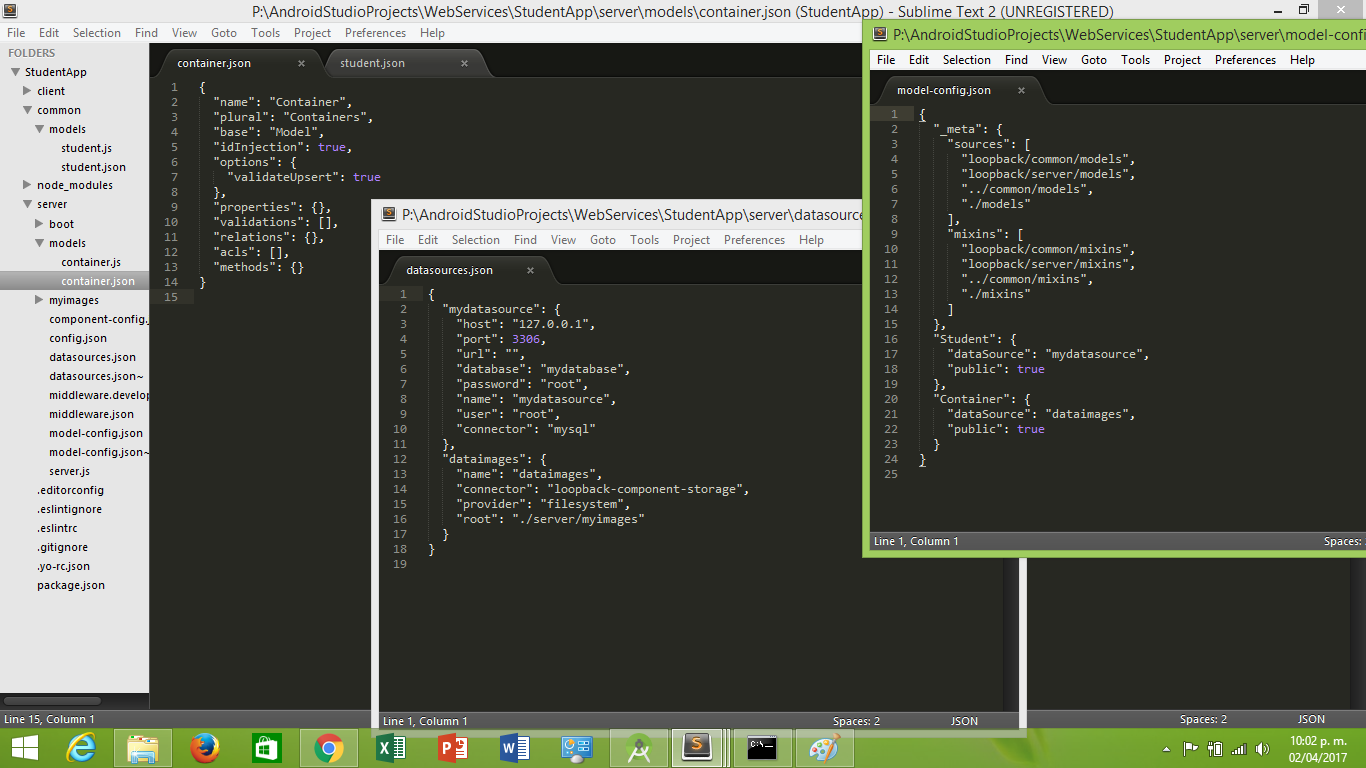 P:\AndroidStudioProjects\WebServices\StudentApp\server\models\container.json (StudentApp) - Sublime Text 2 (UNREGISTERED)
File Edit Selection Find View Goto Tools Project Preferences Help
FOLDERS
StudentApp
client
common
models
student.js
student.json
node_modules
server
boot
models
container.js
container.json
myimages
component-config.
config.json
datasources.json
datasources.json~
middleware.develop
middleware.json
model-config.json
model-config.json~
server.js
.editorconfig
.eslintignore
.eslintrc
.gitignore
.yo-rc.json
package.json
container.json × student.json ×
1 {
2 "name": "Container",
3 "plural": "Containers",
4 "base": "Model",
5 "idInjection": true,
6 "options": {
7 "validateUpsert": true
8 },
9 "properties": {},
10 "validations": [],
11 "relations": {},
12 "acls": [],
13 "methods": {}
14 }
15
Line 15, Column 1
Spaces: 2 JSON
P:\AndroidStudioProjects\WebServices\StudentApp\server\datasource
File Edit Selection Find View Goto Tools Project Preferences Help
datasources.json ×
1 {
2 "mydatasource": {
3 "host": "127.0.0.1",
4 "port": 3306,
5 "url": "",
6 "database": "mydatabase",
7 "password": "root",
8 "name": "mydatasource",
9 "user": "root",
10 "connector": "mysql"
11 },
12 "dataimages": {
13 "name": "dataimages",
14 "connector": "loopback-component-storage",
15 "provider": "filesystem",
16 "root": "./server/myimages"
17 }
18 }
19
Line 1, Column 1 Spaces: 2 JSON
P:\AndroidStudioProjects\WebServices\StudentApp\server\model-confi
File Edit Selection Find View Goto Tools Project Preferences Help
model-config.json ×
1 {
2 "_meta": {
3 "sources": [
4 "loopback/common/models",
5 "loopback/server/models",
6 "../common/models",
7 "./models"
8 ],
9 "mixins": [
10 "loopback/common/mixins",
11 "loopback/server/mixins",
12 "../common/mixins",
13 "./mixins"
14 ]
15 },
16 "Student": {
17 "dataSource": "mydatasource",
18 "public": true
19 },
20 "Container": {
21 "dataSource": "dataimages",
22 "public": true
23 }
24 }
25
Line 1, Column 1 Spaces:
C:\
10:02 p. m.
02/04/2017